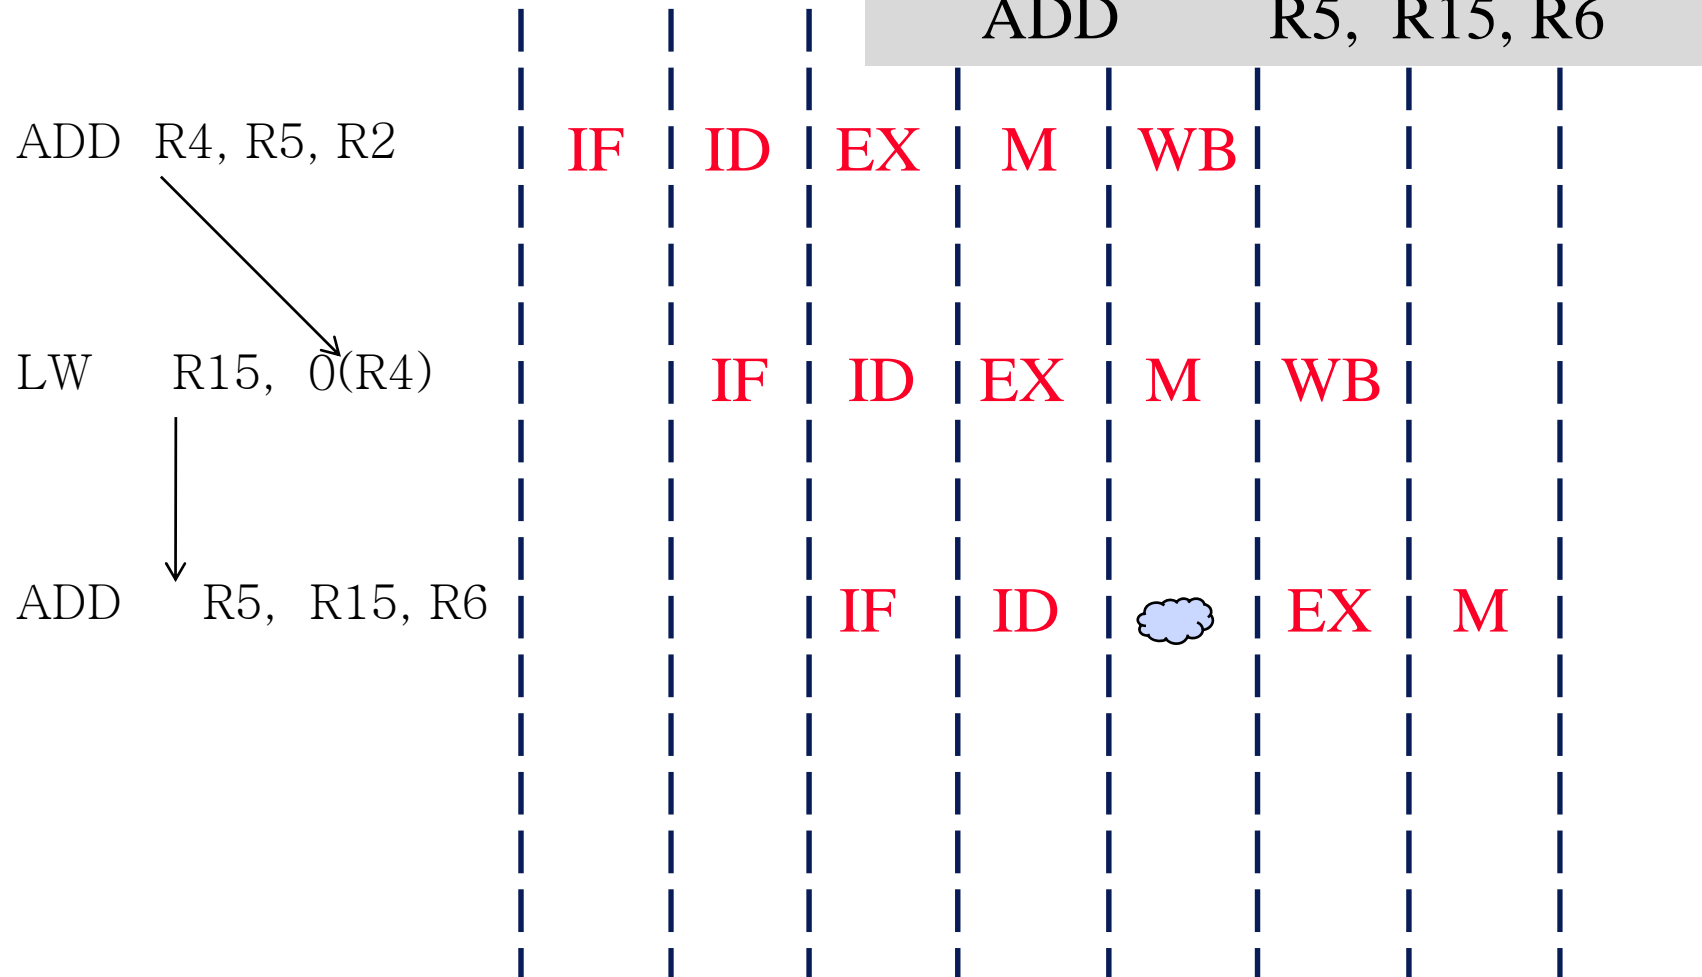 ADD R5, R15, R6
ADD R4, R5, R2 IF ID EX M WB
LW R15, 0(R4) IF ID EX M WB
ADD R5, R15, R6 IF ID EX M